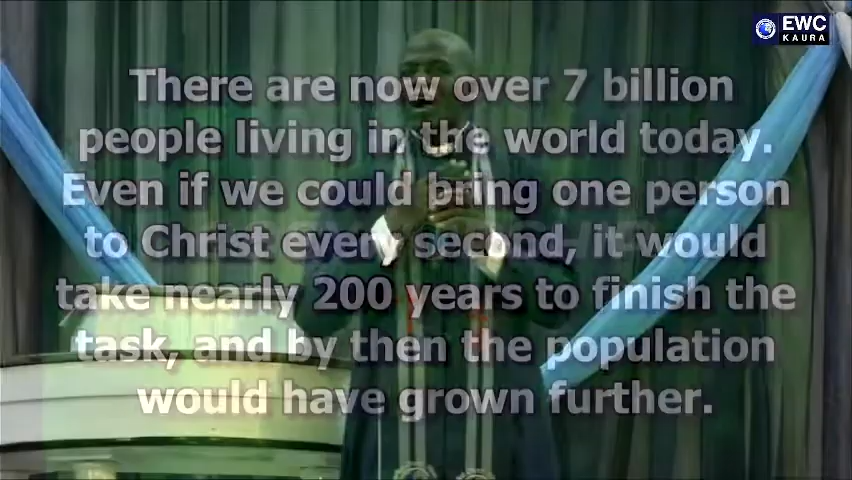 EWC
KAURA
There are now over 7 billion
people living in the world today.
Even if we could bring one person
to Christ every second, it would
take nearly 200 years to finish the
task, and by then the population
would have grown further.